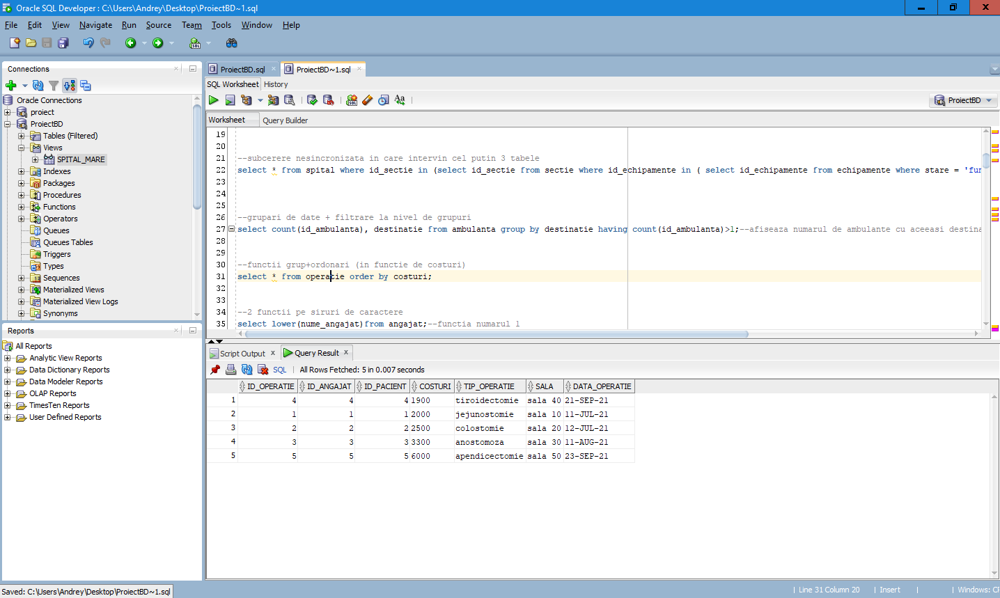 Oracle SQL Developer : C:\Users\Andrey\Desktop\ProiectBD~1.sql
File Edit View Navigate Run Source Team Tools Window Help
Connections
Oracle Connections
proiect
ProiectBD
Tables (Filtered)
Views
SPITAL_MARE
Indexes
Packages
Procedures
Functions
Operators
Queues
Queues Tables
Triggers
Types
Sequences
Materialized Views
Materialized View Logs
Synonyms
Reports
All Reports
Analytic View Reports
Data Dictionary Reports
Data Modeler Reports
OLAP Reports
TimesTen Reports
User Defined Reports
ProiectBD.sql ProiectBD~1.sql
SQL Worksheet History
ProiectBD
Worksheet Query Builder
19
20
21 --subcerere nesincronizata in care intervin cel putin 3 tabele
22 select * from spital where id_sectie in (select id_sectie from sectie where id_echipamente in ( select id_echipamente from echipamente where stare = 'fun
23
24
25
26 --grupari de date + filtrare la nivel de grupuri
27 select count(id_ambulanta), destinatie from ambulanta group by destinatie having count(id_ambulanta)>1;--afiseaza numarul de ambulante cu aceeasi destina
28
29
30 --functii grup+ordonari (in functie de costuri)
31 select * from operatie order by costuri;
32
33
34 --2 functii pe siruri de caractere
35 select lower(nume_angajat)from angajat;--functia numarul 1
Script Output x Query Result x
SQL All Rows Fetched: 5 in 0.007 seconds
ID_OPERATIE ID_ANGAJAT ID_PACIENT COSTURI TIP_OPERATIE SALA DATA_OPERATIE
1 4 4 4 1900 tiroidectomie sala 40 21-SEP-21
2 1 1 1 2000 jejunostomie sala 10 11-JUL-21
3 2 2 2 2500 colostomie sala 20 12-JUL-21
4 3 3 3 3300 anostomoza sala 30 11-AUG-21
5 5 5 5 6000 apendicectomie sala 50 23-SEP-21
Saved: C:\Users\Andrey\Desktop\ProiectBD~1.sql
Line 31 Column 20 Insert Windows: CR